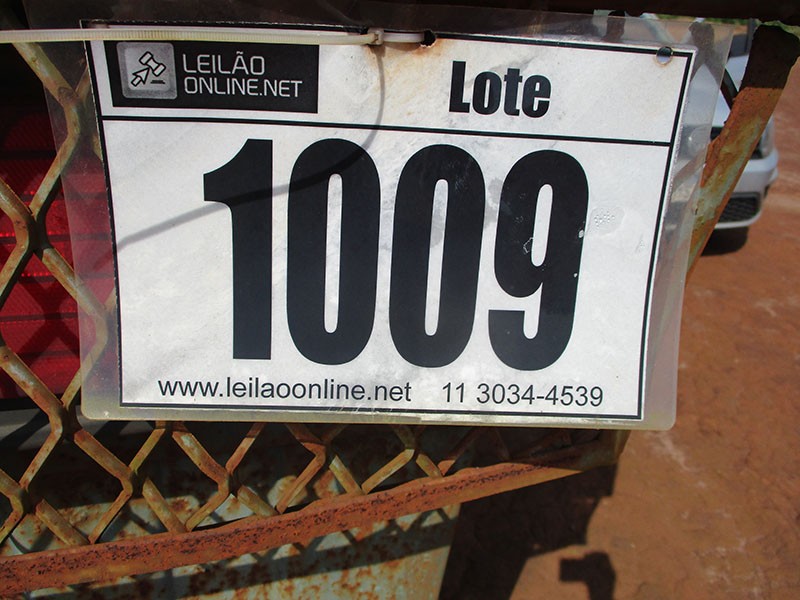 LEILÃO
ONLINE.NET
Lote
1009
www.leilaoonline.net 11 3034-4539